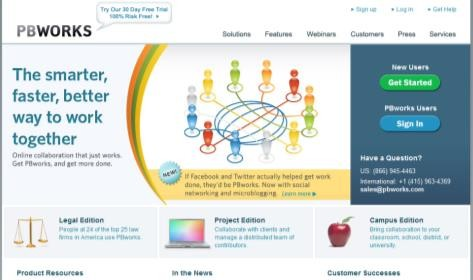 Try Our 30 Day Free Trial
100% Risk Free!
Sign up
Log in
Get Help
PBWORKS
Solutions
Features
Webinars
Customers
Press
Services
The smarter,
faster, better
way to work
together
Online collaboration that just works.
Get PBworks, and get more done.
NEW!
If Facebook and Twitter actually helped get work
done, they'd be PBworks. Now with social
networking and microblogging. Learn more
New Users
Get Started
PBworks Users
Sign In
Have a Question?
US: (866) 945-4463
International: +1 (415) 963-4369
sales@pbworks.com
Legal Edition
People at 24 of the top 25 law
firms in America use PBworks.
Project Edition
Collaborate with clients and
manage a distributed team of
contributors.
Campus Edition
Bring collaboration to your
classroom, school, district, or
university.
Product Resources
In the News
Customer Successes